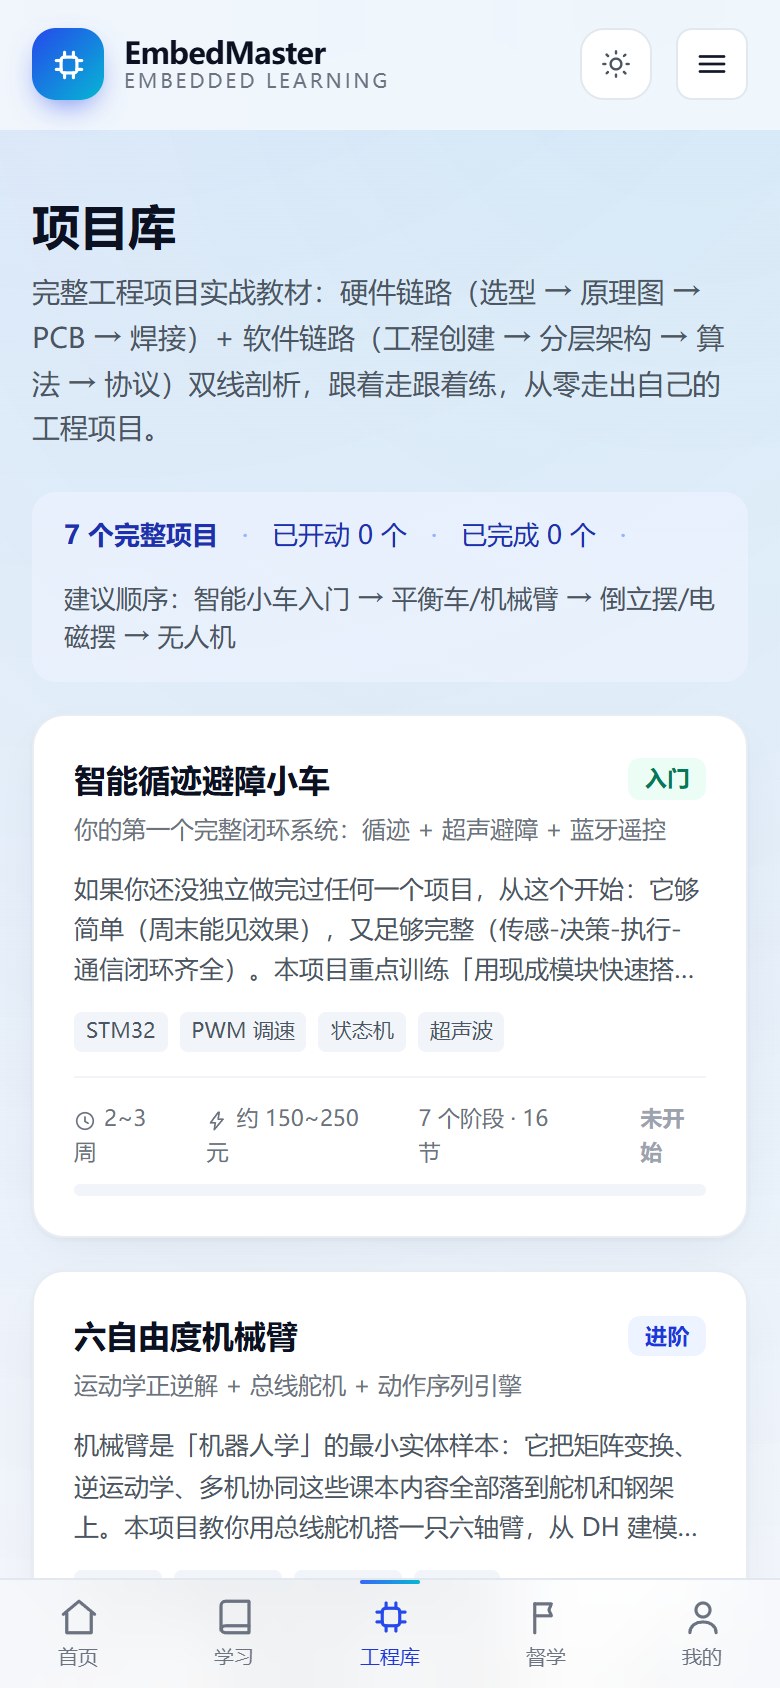 EmbedMaster
EMBEDDED LEARNING
项目库
完整工程项目实战教材：硬件链路（选型 → 原理图 →
PCB → 焊接）+ 软件链路（工程创建 → 分层架构 → 算
法 → 协议）双线剖析，跟着走跟着练，从零走出自己的
工程项目。
7 个完整项目 · 已开动 0 个 · 已完成 0 个 ·
建议顺序：智能小车入门 → 平衡车/机械臂 → 倒立摆/电
磁摆 → 无人机
智能循迹避障小车
入门
你的第一个完整闭环系统：循迹 + 超声避障 + 蓝牙遥控
如果你还没独立做完过任何一个项目，从这个开始：它够
简单（周末能见效果），又足够完整（传感-决策-执行-
通信闭环齐全）。本项目重点训练「用现成模块快速搭...
STM32 PWM 调速 状态机 超声波
2~3
周
约 150~250
元
7 个阶段 · 16
节
未开
始
六自由度机械臂
进阶
运动学正逆解 + 总线舵机 + 动作序列引擎
机械臂是「机器人学」的最小实体样本：它把矩阵变换、
逆运动学、多机协同这些课本内容全部落到舵机和钢架
上。本项目教你用总线舵机搭一只六轴臂，从 DH 建模...
首页 学习 工程库 督学 我的